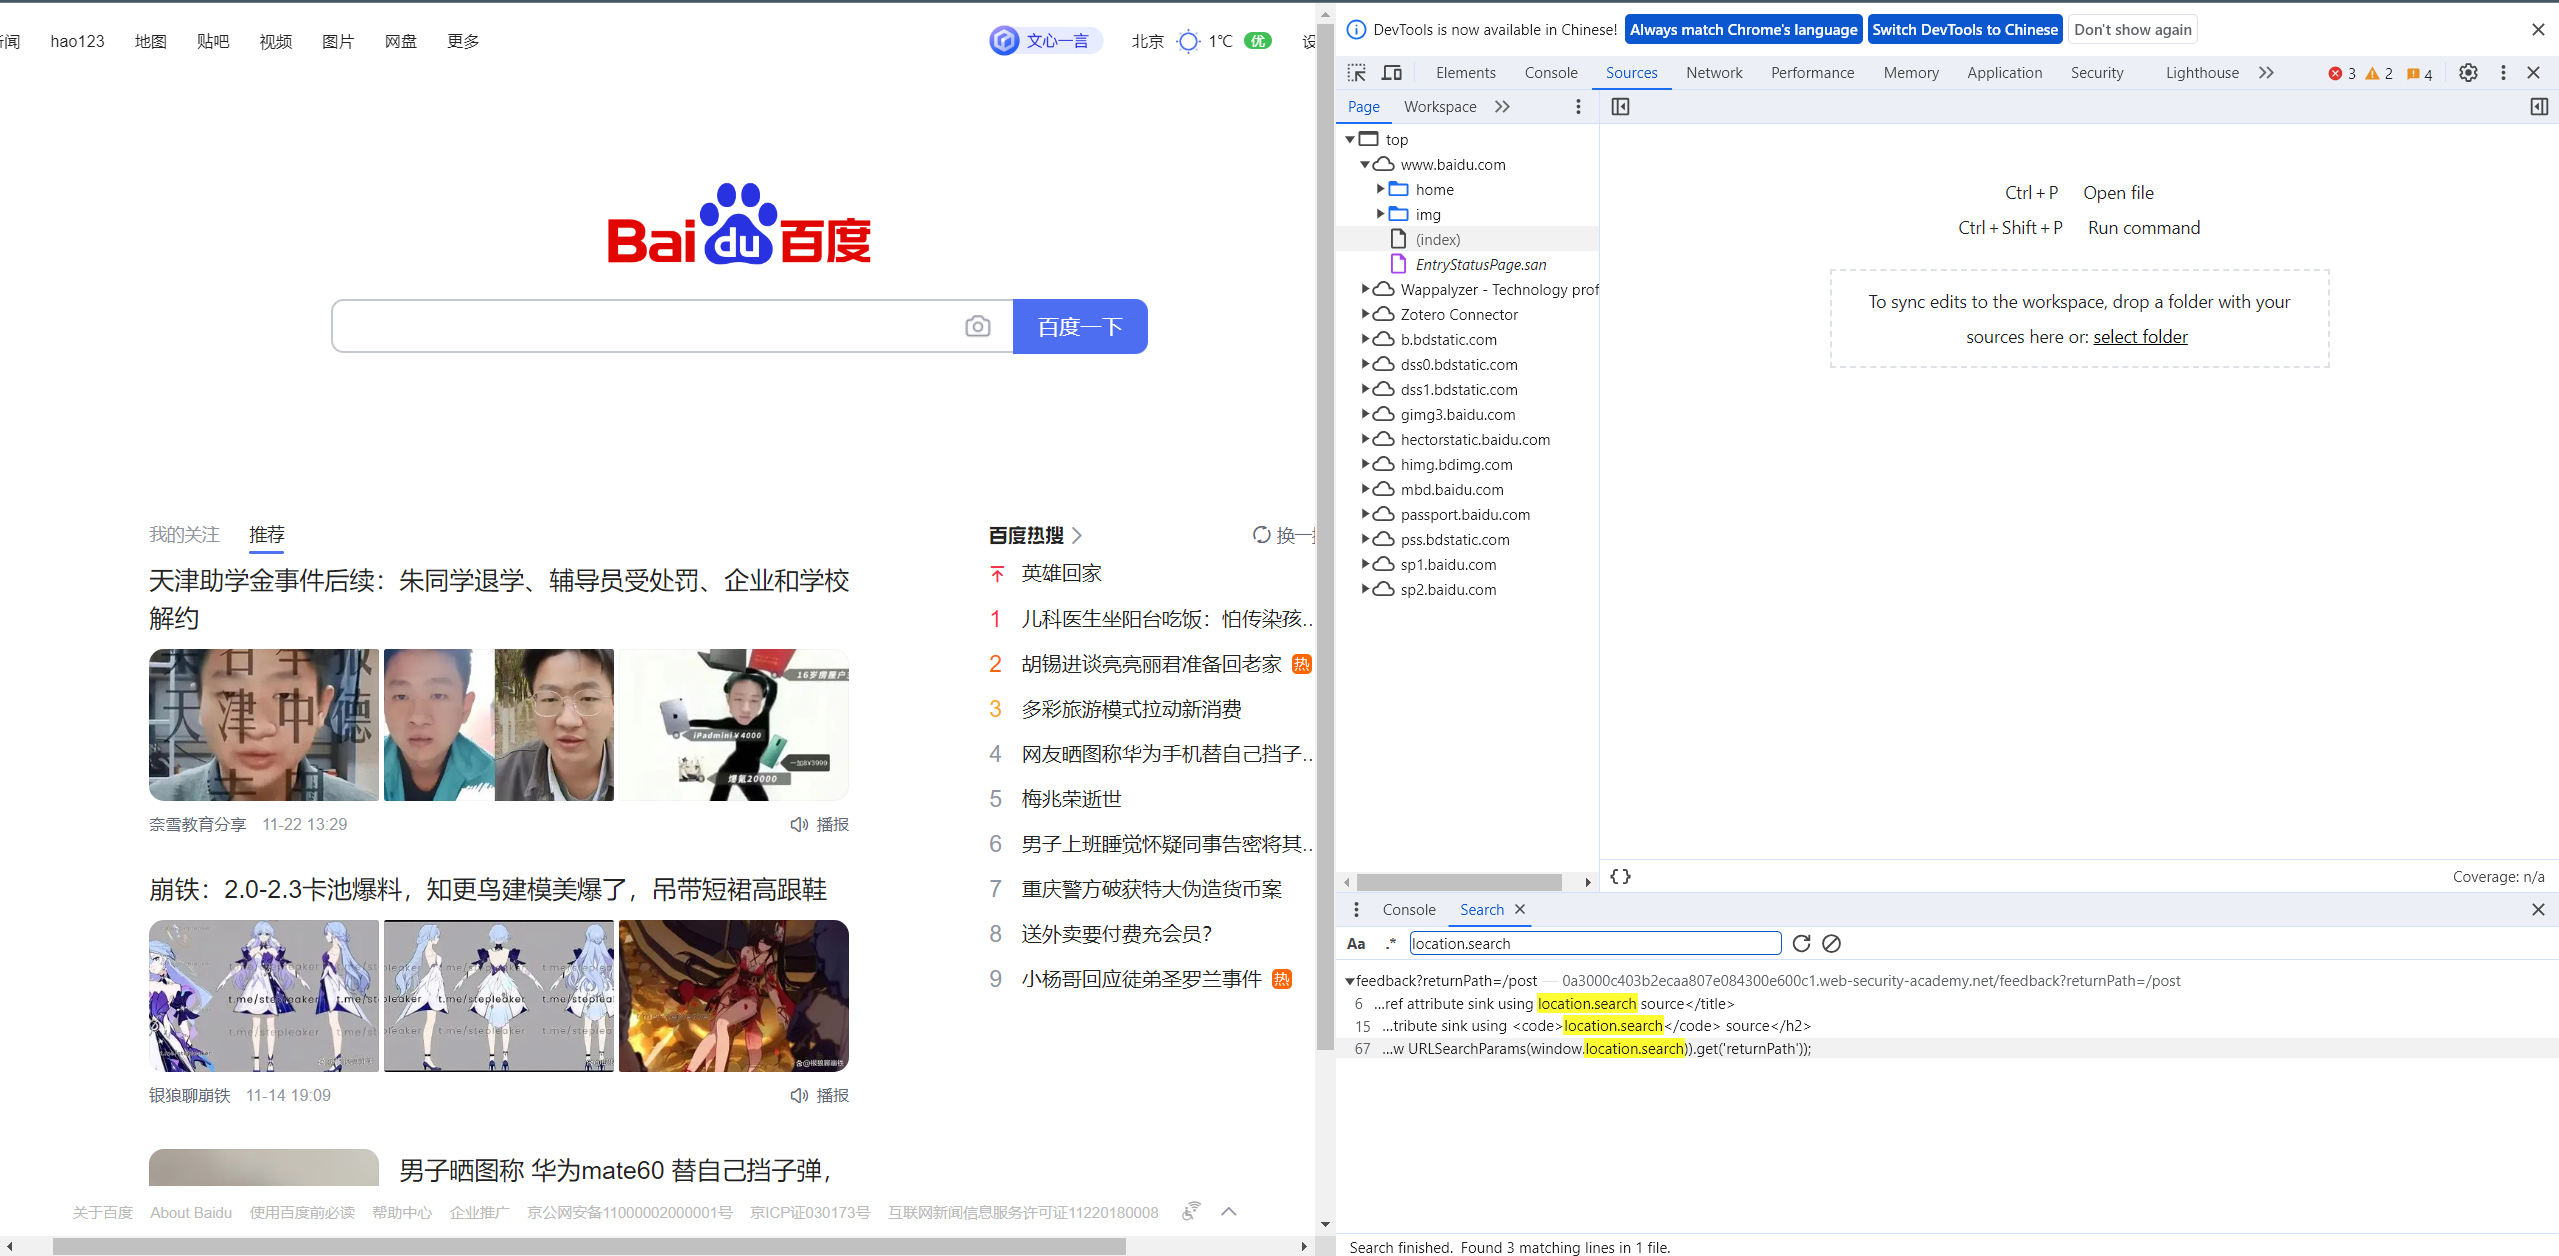 hao123 地图 贴吧 视频 图片 网盘 更多 文心一言 北京 1℃ 优
Bai du 百度
百度一下
我的关注 推荐
天津助学金事件后续：朱同学退学、辅导员受处罚、企业和学校
解约
天津中德
iPadmini￥4000
爆氪20000
奈雪教育分享 11-22 13:29 播报
崩铁：2.0-2.3卡池爆料，知更鸟建模美爆了，吊带短裙高跟鞋
t.me/stepleaker
t.me/stepleaker
银狼聊崩铁 11-14 19:09 播报
男子晒图称 华为mate60 替自己挡子弹，
百度热搜 换一
英雄回家
1 儿科医生坐阳台吃饭：怕传染孩...
2 胡锡进谈亮亮丽君准备回老家 热
3 多彩旅游模式拉动新消费
4 网友晒图称华为手机替自己挡子...
5 梅兆荣逝世
6 男子上班睡觉怀疑同事告密将其...
7 重庆警方破获特大伪造货币案
8 送外卖要付费充会员？
9 小杨哥回应徒弟圣罗兰事件 热
关于百度 About Baidu 使用百度前必读 帮助中心 企业推广 京公网安备11000002000001号 京ICP证030173号 互联网新闻信息服务许可证11220180008
DevTools is now available in Chinese! Always match Chrome's language Switch DevTools to Chinese Don't show again
Elements Console Sources Network Performance Memory Application Security Lighthouse 3 2 4
Page Workspace
top
www.baidu.com
home
img
(index)
EntryStatusPage.san
Wappalyzer - Technology prof
Zotero Connector
b.bdstatic.com
dss0.bdstatic.com
dss1.bdstatic.com
gimg3.baidu.com
hectorstatic.baidu.com
himg.bdimg.com
mbd.baidu.com
passport.baidu.com
pss.bdstatic.com
sp1.baidu.com
sp2.baidu.com
Ctrl + P Open file
Ctrl + Shift + P Run command
To sync edits to the workspace, drop a folder with your
sources here or: select folder
{} Coverage: n/a
Console Search
Aa .* location.search
feedback?returnPath=/post — 0a3000c403b2ecaa807e084300e600c1.web-security-academy.net/feedback?returnPath=/post
6 ...ref attribute sink using location.search source</title>
15 ...tribute sink using <code>location.search</code> source</h2>
67 ...w URLSearchParams(window.location.search)).get('returnPath'));
Search finished. Found 3 matching lines in 1 file.